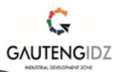 GAUTENGIDZ
INDUSTRIAL DEVELOPMENT ZONE